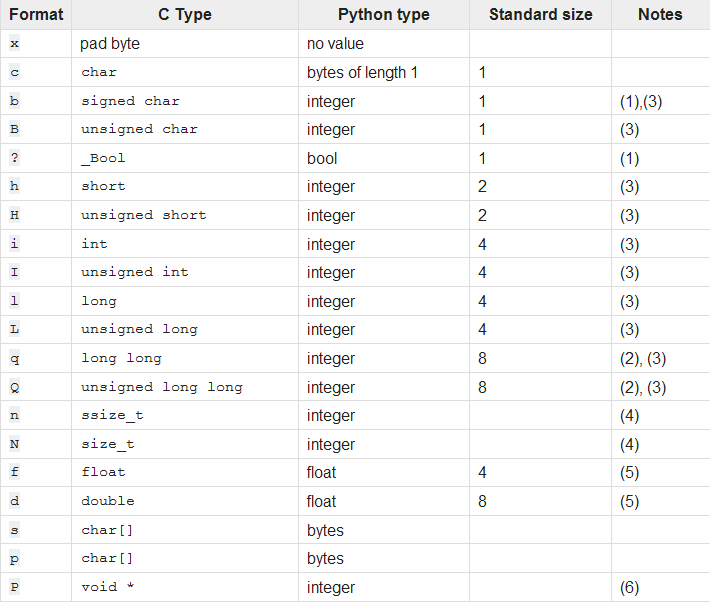 Format C Type Python type Standard size Notes
x pad byte no value
c char bytes of length 1 1
b signed char integer 1 (1),(3)
B unsigned char integer 1 (3)
? _Bool bool 1 (1)
h short integer 2 (3)
H unsigned short integer 2 (3)
i int integer 4 (3)
I unsigned int integer 4 (3)
l long integer 4 (3)
L unsigned long integer 4 (3)
q long long integer 8 (2), (3)
Q unsigned long long integer 8 (2), (3)
n ssize_t integer (4)
N size_t integer (4)
f float float 4 (5)
d double float 8 (5)
s char[] bytes
p char[] bytes
P void * integer (6)